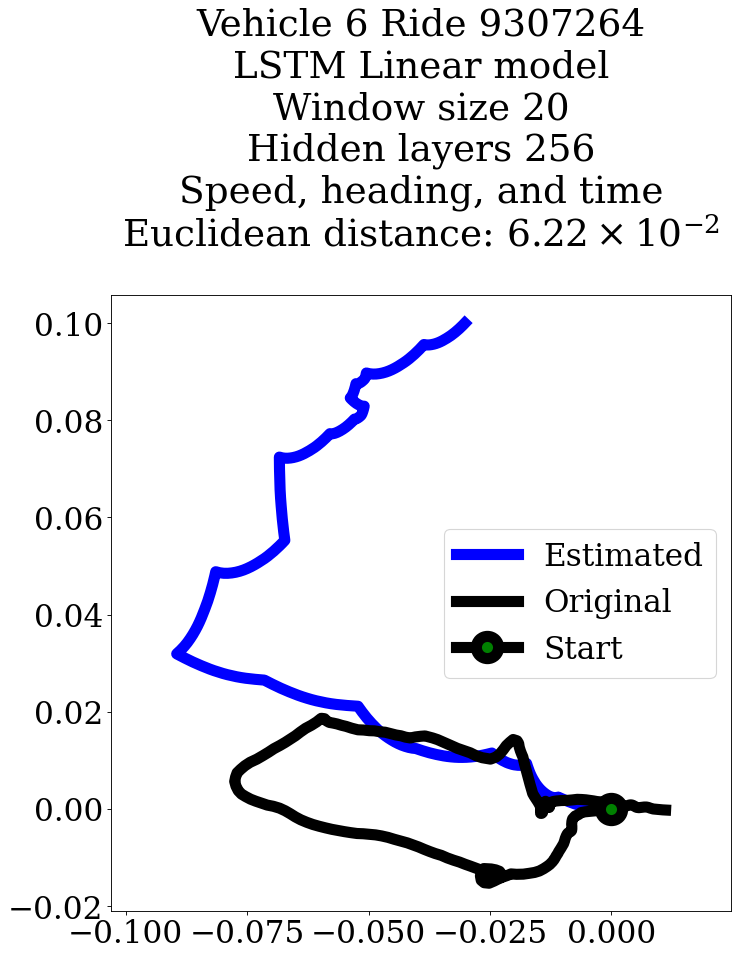 Vehicle 6 Ride 9307264
LSTM Linear model
Window size 20
Hidden layers 256
Speed, heading, and time
Euclidean distance: 6.22 × 10⁻²
0.10
0.08
0.06
0.04
0.02
0.00
−0.02
Estimated
Original
Start
−0.100 −0.075 −0.050 −0.025 0.000